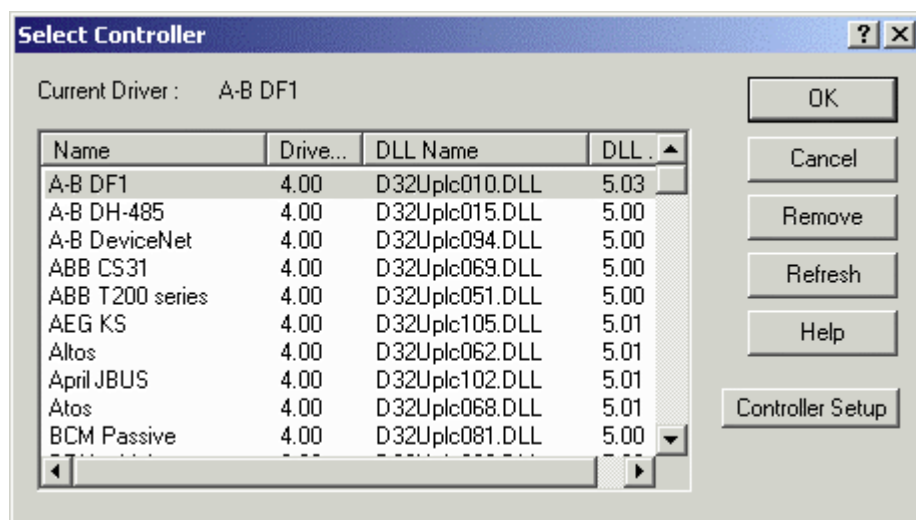 Select Controller
Current Driver : A-B DF1
OK
Cancel
Remove
Refresh
Help
Controller Setup
Name Drive... DLL Name DLL .
A-B DF1 4.00 D32Uplc010.DLL 5.03
A-B DH-485 4.00 D32Uplc015.DLL 5.00
A-B DeviceNet 4.00 D32Uplc094.DLL 5.00
ABB CS31 4.00 D32Uplc069.DLL 5.00
ABB T200 series 4.00 D32Uplc051.DLL 5.00
AEG KS 4.00 D32Uplc105.DLL 5.01
Altos 4.00 D32Uplc062.DLL 5.01
April JBUS 4.00 D32Uplc102.DLL 5.01
Atos 4.00 D32Uplc068.DLL 5.01
BCM Passive 4.00 D32Uplc081.DLL 5.00